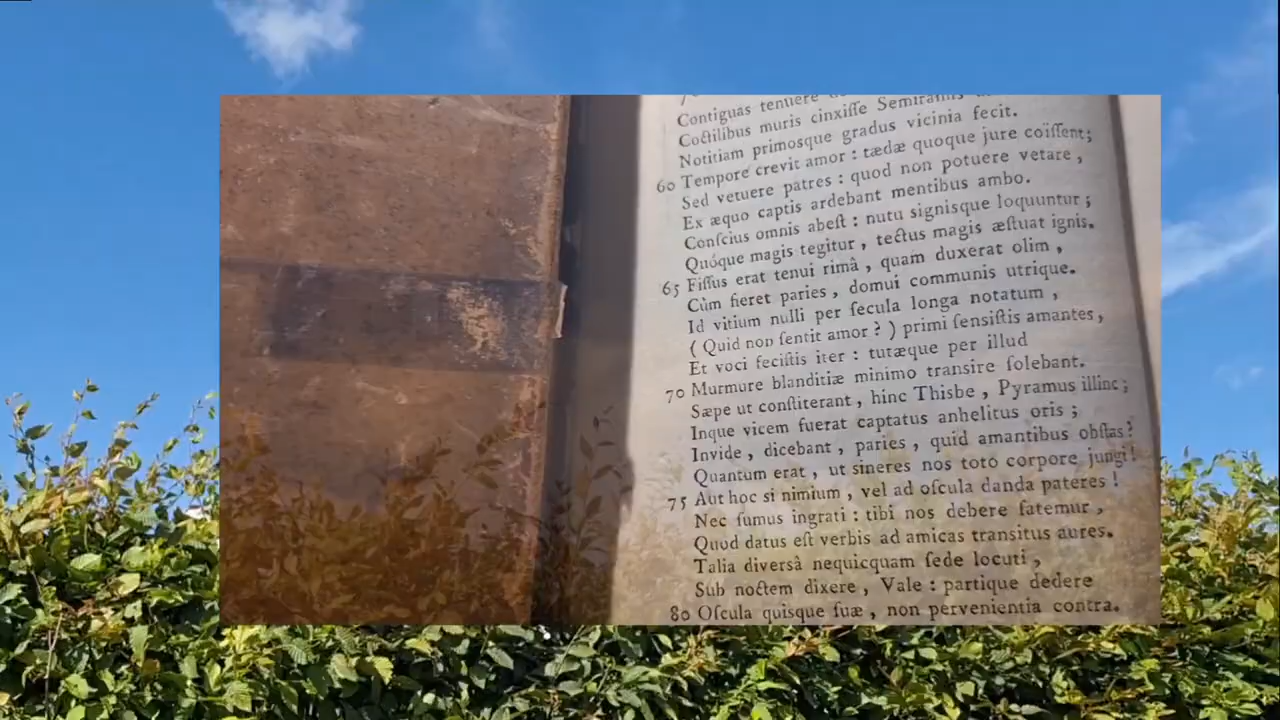 Contiguas tenuere
Coctilibus muris cinxiſſe Semiramis
Notitiam primosque gradus vicinia fecit.
60 Tempore crevit amor : tædæ quoque jure coïſſent;
Sed vetuere patres : quod non potuere vetare ,
Ex æquo captis ardebant mentibus ambo.
Conſcius omnis abeſt : nutu signisque loquuntur ;
Quóque magis tegitur , tectus magis æſtuat ignis.
65 Fiſſus erat tenui rimâ , quam duxerat olim ,
Cùm fieret paries , domui communis utrique.
Id vitium nulli per ſecula longa notatum ,
( Quid non ſentit amor ? ) primi ſensiſtis amantes ,
Et voci feciſtis iter : tutæque per illud
70 Murmure blanditiæ minimo transire ſolebant.
Sæpe ut conſtiterant , hinc Thisbe , Pyramus illinc ;
Inque vicem fuerat captatus anhelitus oris ;
Invide , dicebant , paries , quid amantibus obſtas ?
Quantum erat , ut sineres nos toto corpore jungi !
75 Aut hoc si nimium , vel ad oſcula danda pateres !
Nec ſumus ingrati : tibi nos debere fatemur ,
Quod datus eſt verbis ad amicas transitus aures.
Talia diversâ nequicquam ſede locuti ,
Sub noctem dixere , Vale : partique dedere
80 Oſcula quisque ſuæ , non pervenientia contra.